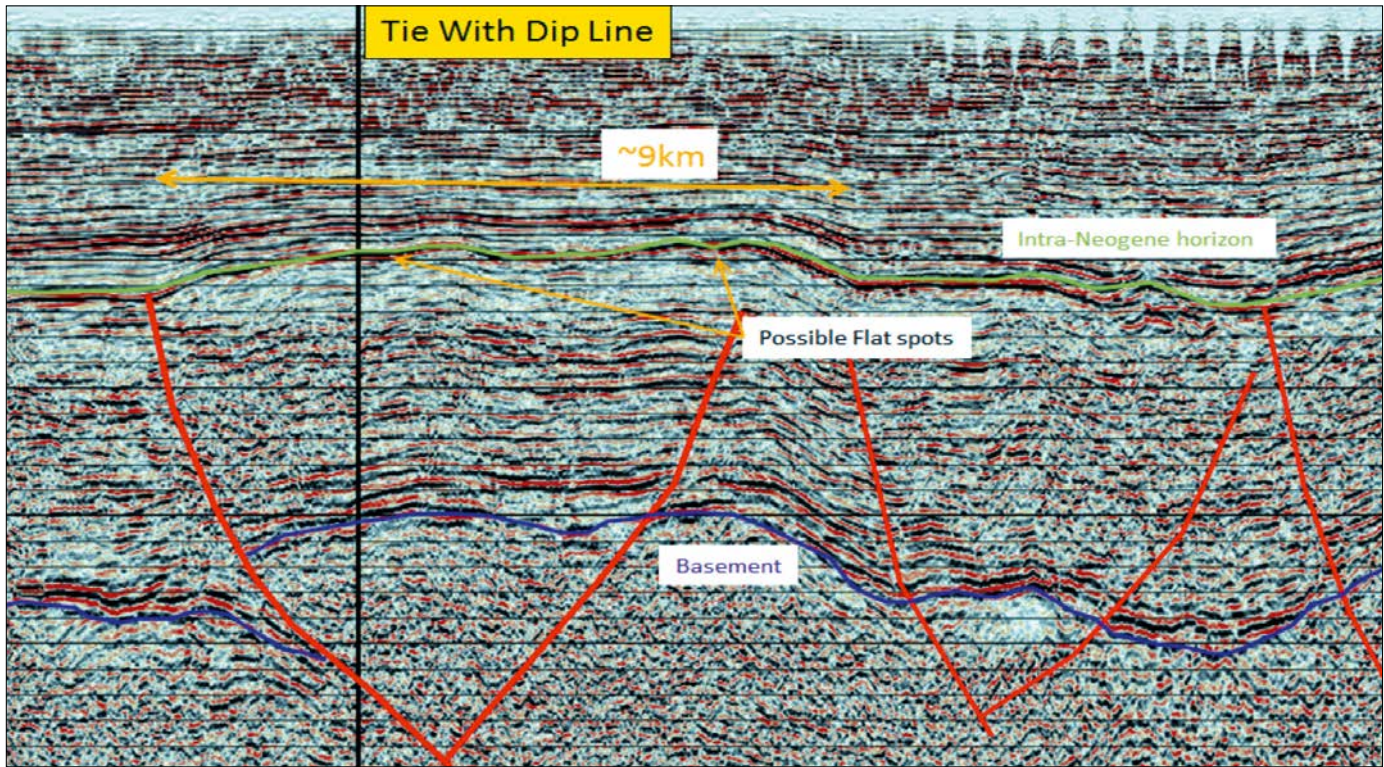 Tie With Dip Line
~9km
Intra-Neogene horizon
Possible Flat spots
Basement